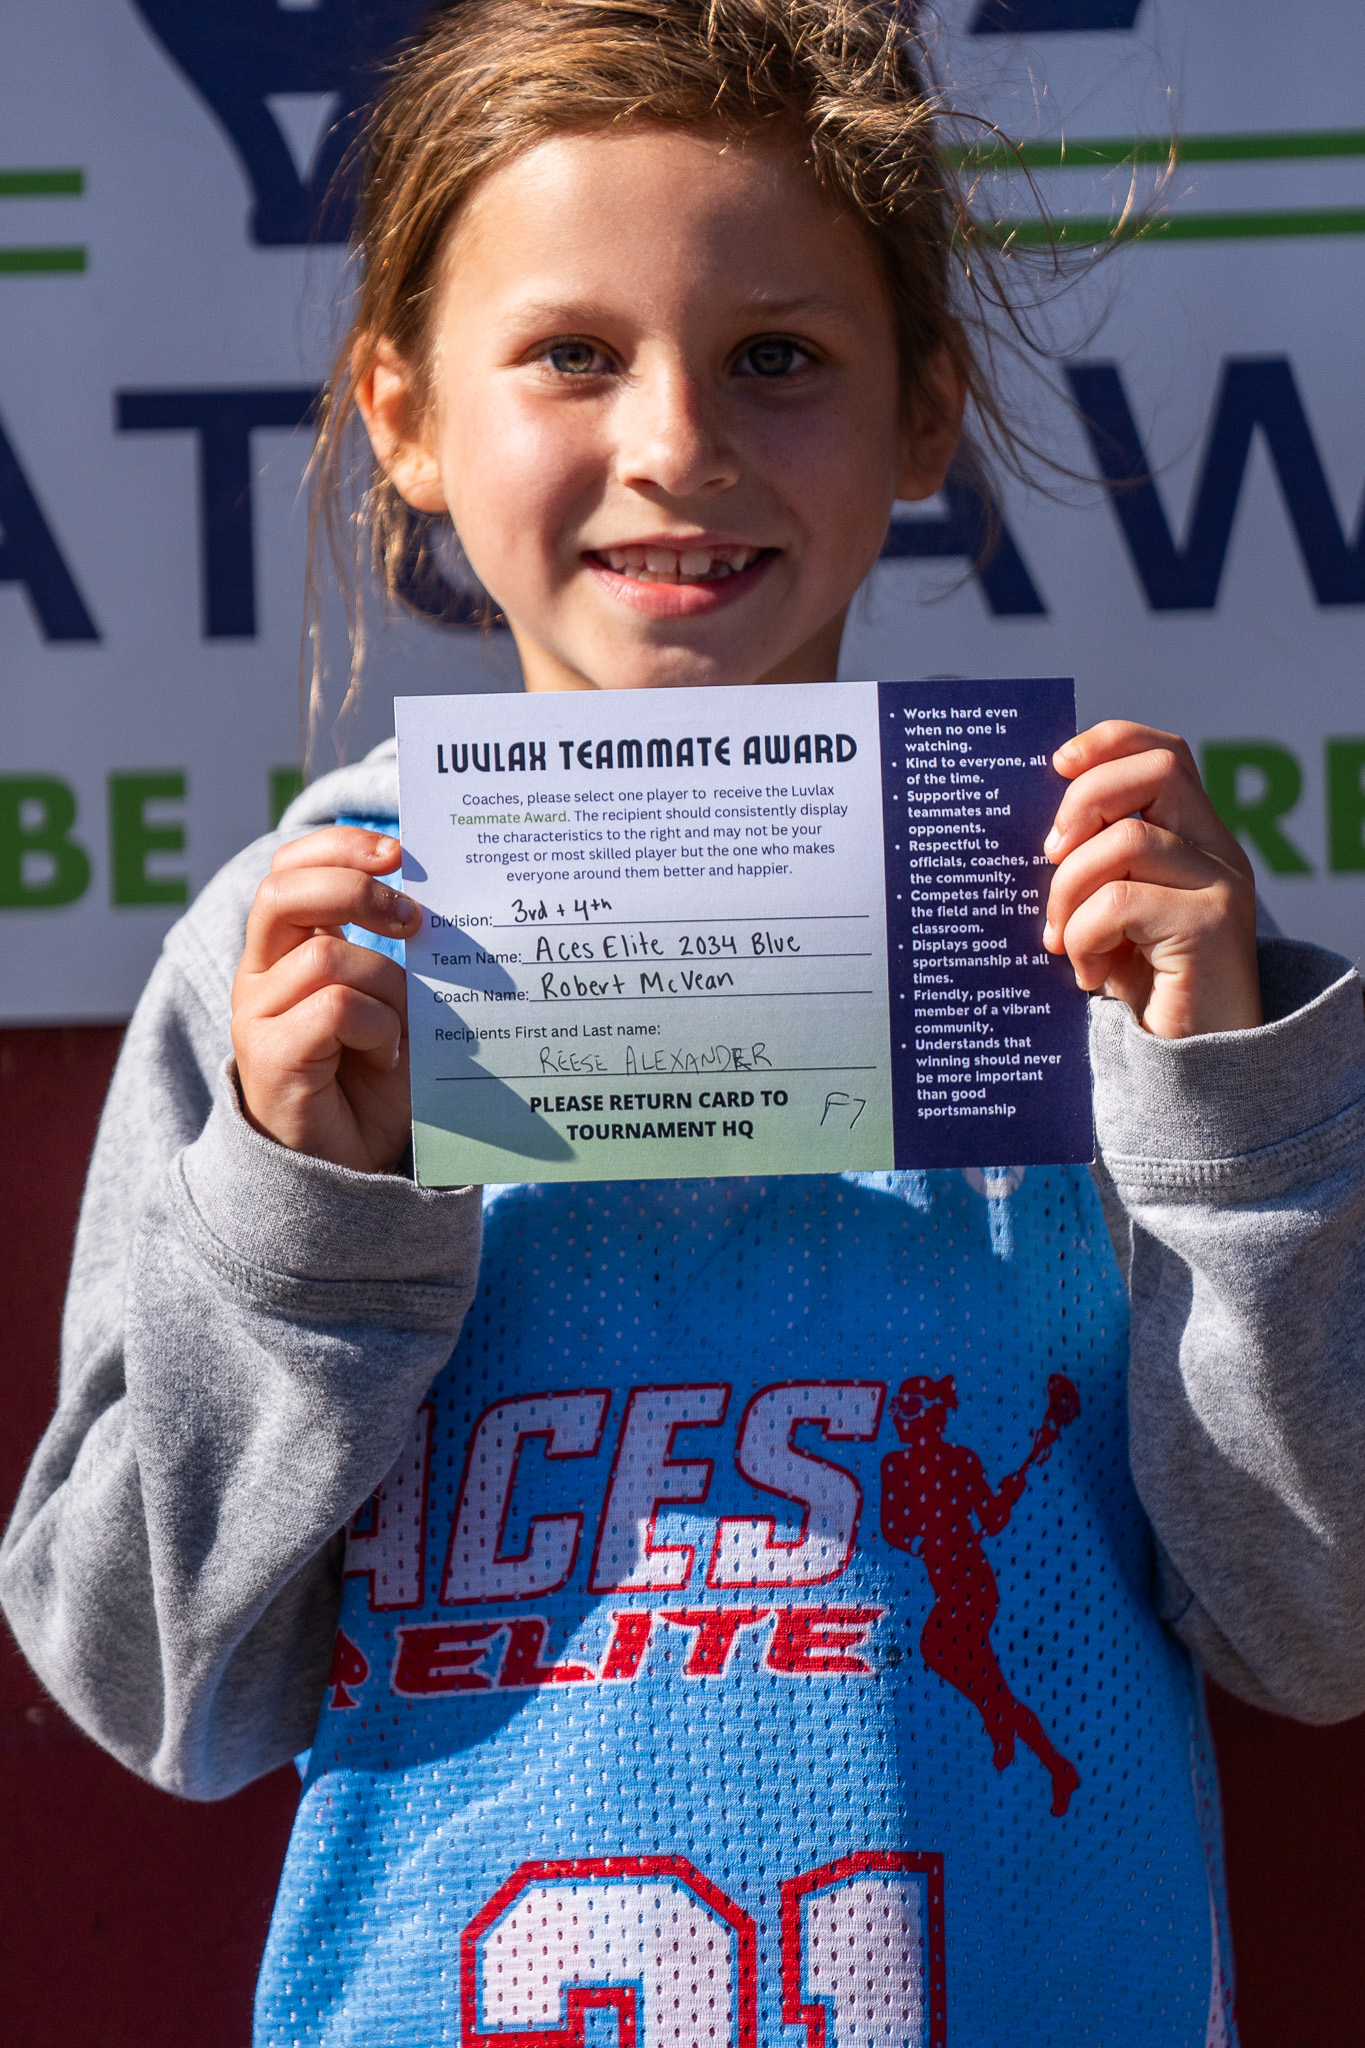 AT
AW
BE
RE
LUVLAX TEAMMATE AWARD
Coaches, please select one player to receive the Luvlax
Teammate Award. The recipient should consistently display
the characteristics to the right and may not be your
strongest or most skilled player but the one who makes
everyone around them better and happier.
Division: 3rd + 4th
Team Name: Aces Elite 2034 Blue
Coach Name: Robert McVean
Recipients First and Last name:
REESE ALEXANDER
PLEASE RETURN CARD TO
TOURNAMENT HQ
F7
• Works hard even
when no one is
watching.
• Kind to everyone, all
of the time.
• Supportive of
teammates and
opponents.
• Respectful to
officials, coaches, an
the community.
• Competes fairly on
the field and in the
classroom.
• Displays good
sportsmanship at all
times.
• Friendly, positive
member of a vibrant
community.
• Understands that
winning should never
be more important
than good
sportsmanship
ACES
ELITE
21